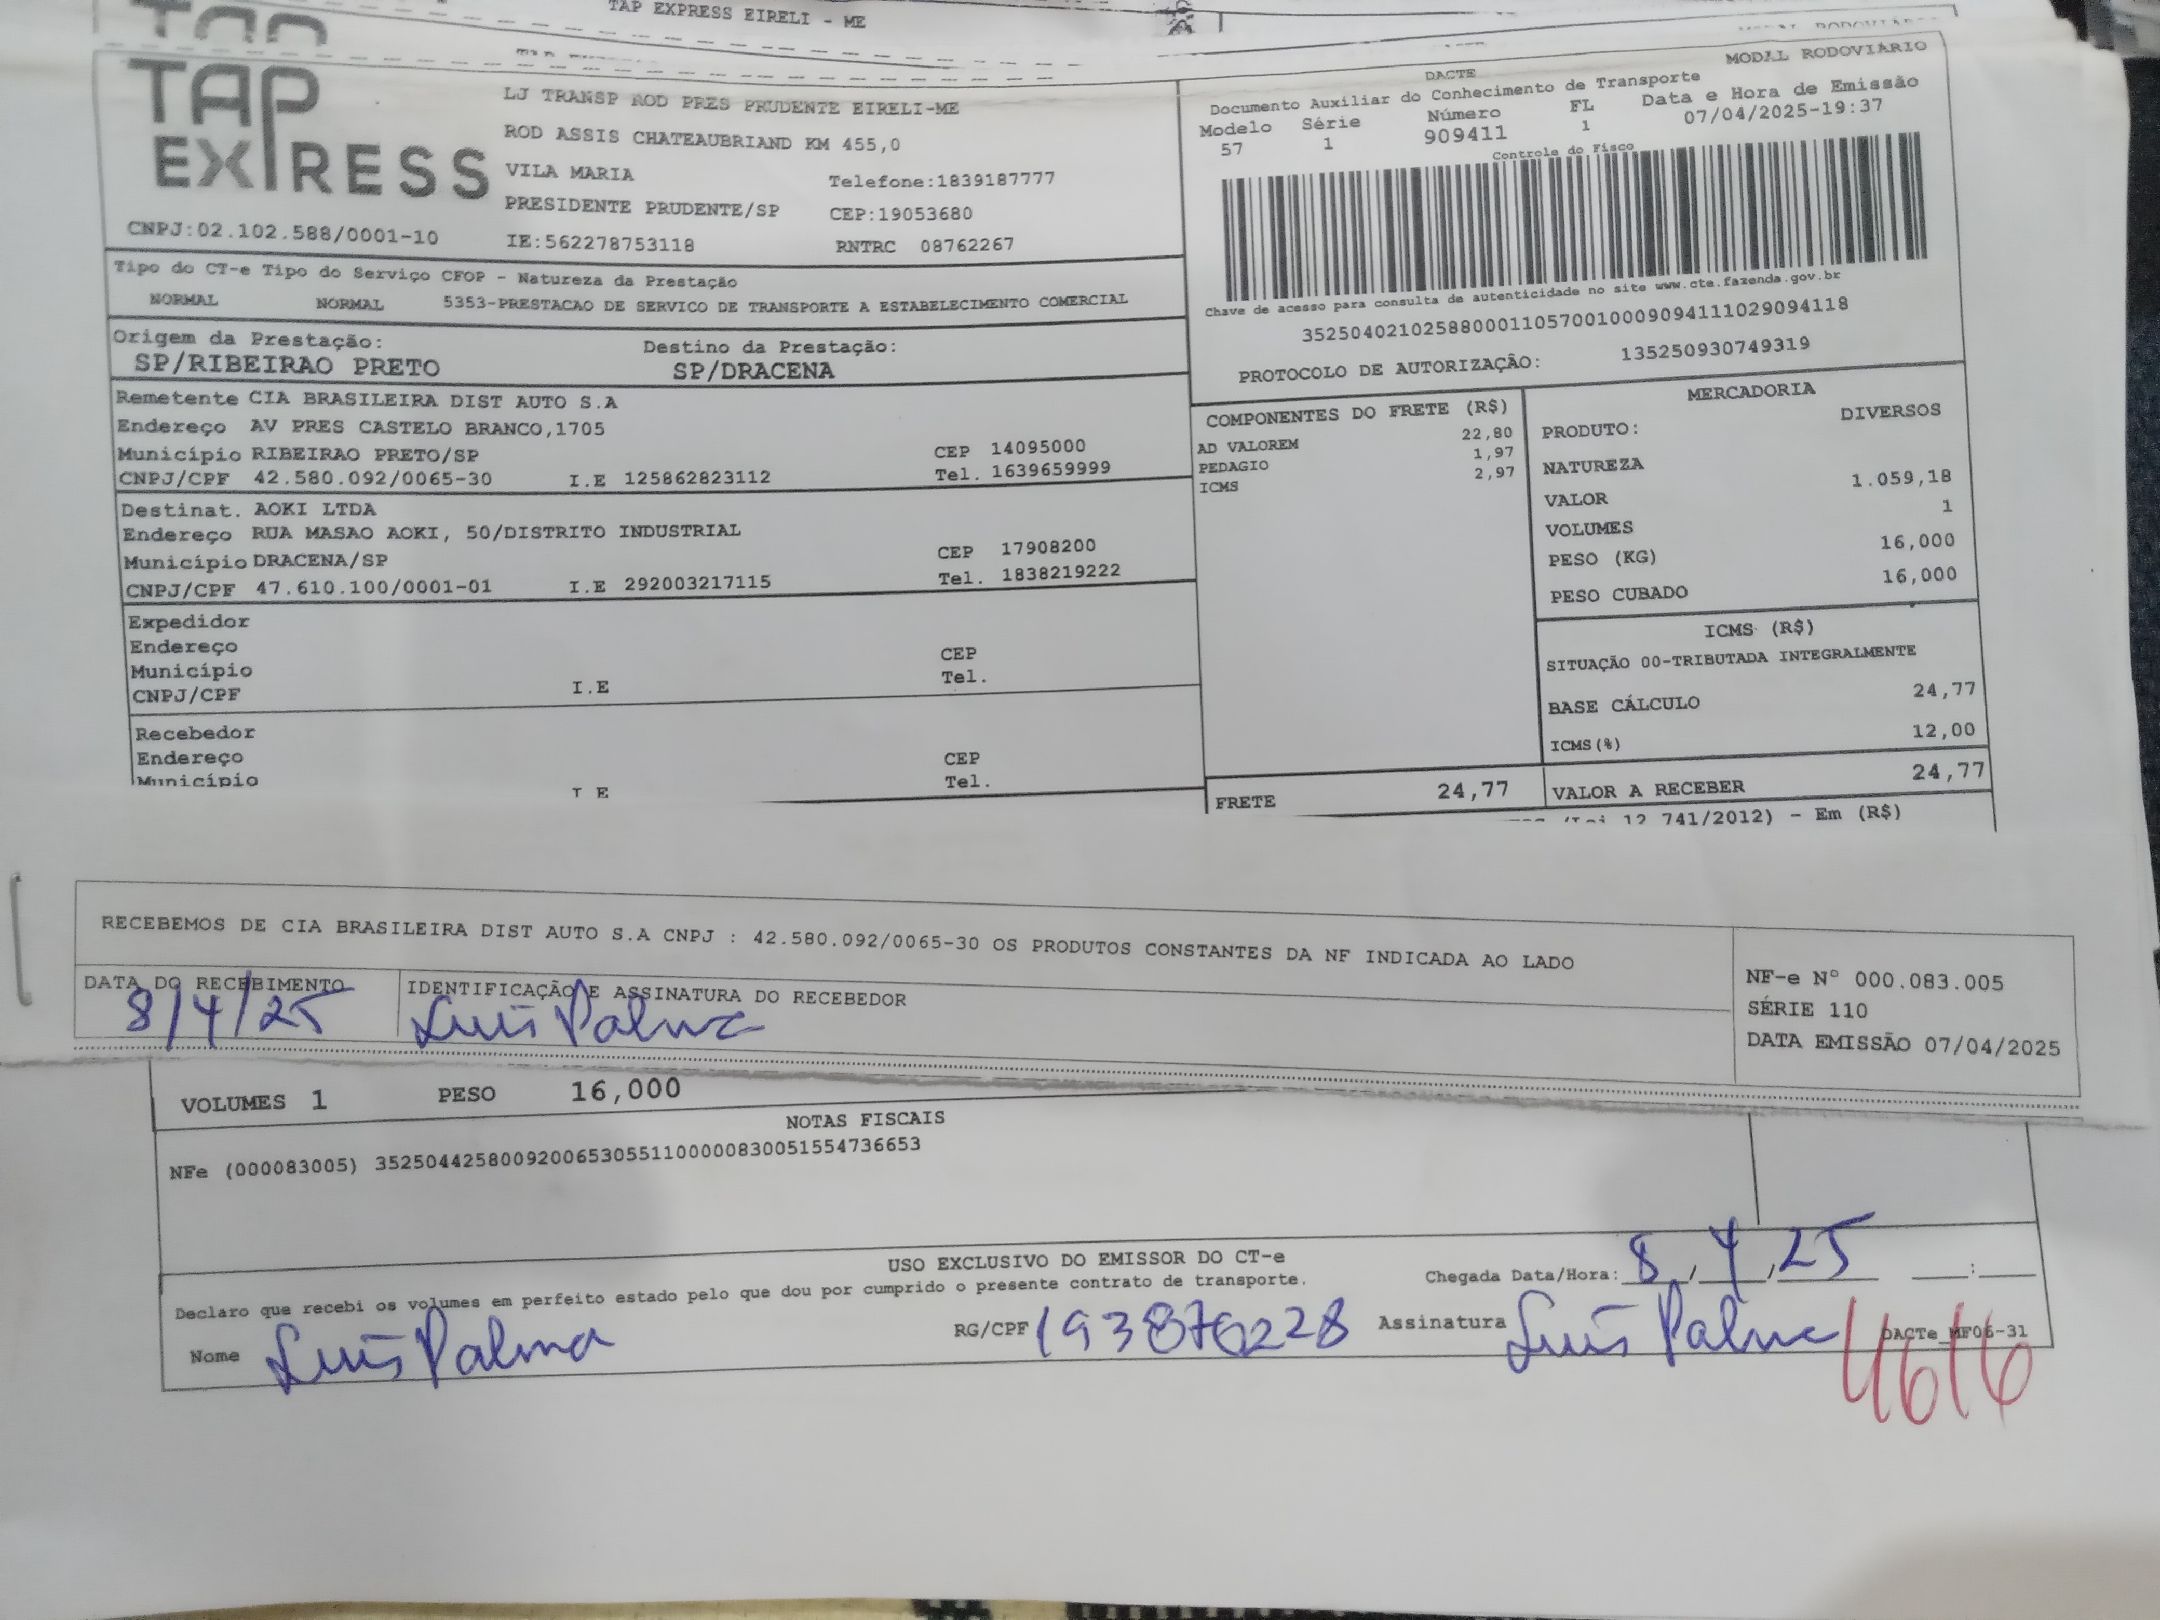 TAP EXPRESS EIRELI - ME
MODAL RODOVIÁRIO
TAP
EXPRESS
LJ TRANSP ROD PRES PRUDENTE EIRELI-ME
ROD ASSIS CHATEAUBRIAND KM 455,0
VILA MARIA Telefone:1839187777
PRESIDENTE PRUDENTE/SP CEP:19053680
CNPJ:02.102.588/0001-10 IE:562278753118 RNTRC 08762267
DACTE
Documento Auxiliar do Conhecimento de Transporte
Modelo Série Número FL Data e Hora de Emissão
57 1 909411 1 07/04/2025-19:37
Controle do Fisco
Chave de acesso para consulta de autenticidade no site www.cte.fazenda.gov.br
35250402102588000110570010009094111029094118
PROTOCOLO DE AUTORIZAÇÃO: 135250930749319
Tipo do CT-e Tipo do Serviço CFOP - Natureza da Prestação
NORMAL NORMAL 5353-PRESTACAO DE SERVICO DE TRANSPORTE A ESTABELECIMENTO COMERCIAL
Origem da Prestação: Destino da Prestação:
SP/RIBEIRAO PRETO SP/DRACENA
Remetente CIA BRASILEIRA DIST AUTO S.A
Endereço AV PRES CASTELO BRANCO,1705
Município RIBEIRAO PRETO/SP CEP 14095000
CNPJ/CPF 42.580.092/0065-30 I.E 125862823112 Tel. 1639659999
Destinat. AOKI LTDA
Endereço RUA MASAO AOKI, 50/DISTRITO INDUSTRIAL
Município DRACENA/SP CEP 17908200
CNPJ/CPF 47.610.100/0001-01 I.E 292003217115 Tel. 1838219222
Expedidor
Endereço
Município CEP
CNPJ/CPF I.E Tel.
Recebedor
Endereço CEP
Município Tel.
I E
COMPONENTES DO FRETE (R$)
AD VALOREM 22,80
PEDAGIO 1,97
ICMS 2,97
FRETE 24,77
MERCADORIA
PRODUTO: DIVERSOS
NATUREZA
VALOR 1.059,18
VOLUMES 1
PESO (KG) 16,000
PESO CUBADO 16,000
ICMS (R$)
SITUAÇÃO 00-TRIBUTADA INTEGRALMENTE
BASE CÁLCULO 24,77
ICMS(%) 12,00
VALOR A RECEBER 24,77
(Lei 12 741/2012) - Em (R$)
RECEBEMOS DE CIA BRASILEIRA DIST AUTO S.A CNPJ : 42.580.092/0065-30 OS PRODUTOS CONSTANTES DA NF INDICADA AO LADO
DATA DO RECEBIMENTO IDENTIFICAÇÃO E ASSINATURA DO RECEBEDOR
8/4/25 Luis Palma
NF-e N° 000.083.005
SÉRIE 110
DATA EMISSÃO 07/04/2025
VOLUMES 1 PESO 16,000
NOTAS FISCAIS
NFe (000083005) 35250442580092006530551100000830051554736653
USO EXCLUSIVO DO EMISSOR DO CT-e
Declaro que recebi os volumes em perfeito estado pelo que dou por cumprido o presente contrato de transporte.
Chegada Data/Hora: 8, 4, 25 :
Nome Luis Palma RG/CPF 193876228 Assinatura Luis Palma
DACTe_MF06-31
4616